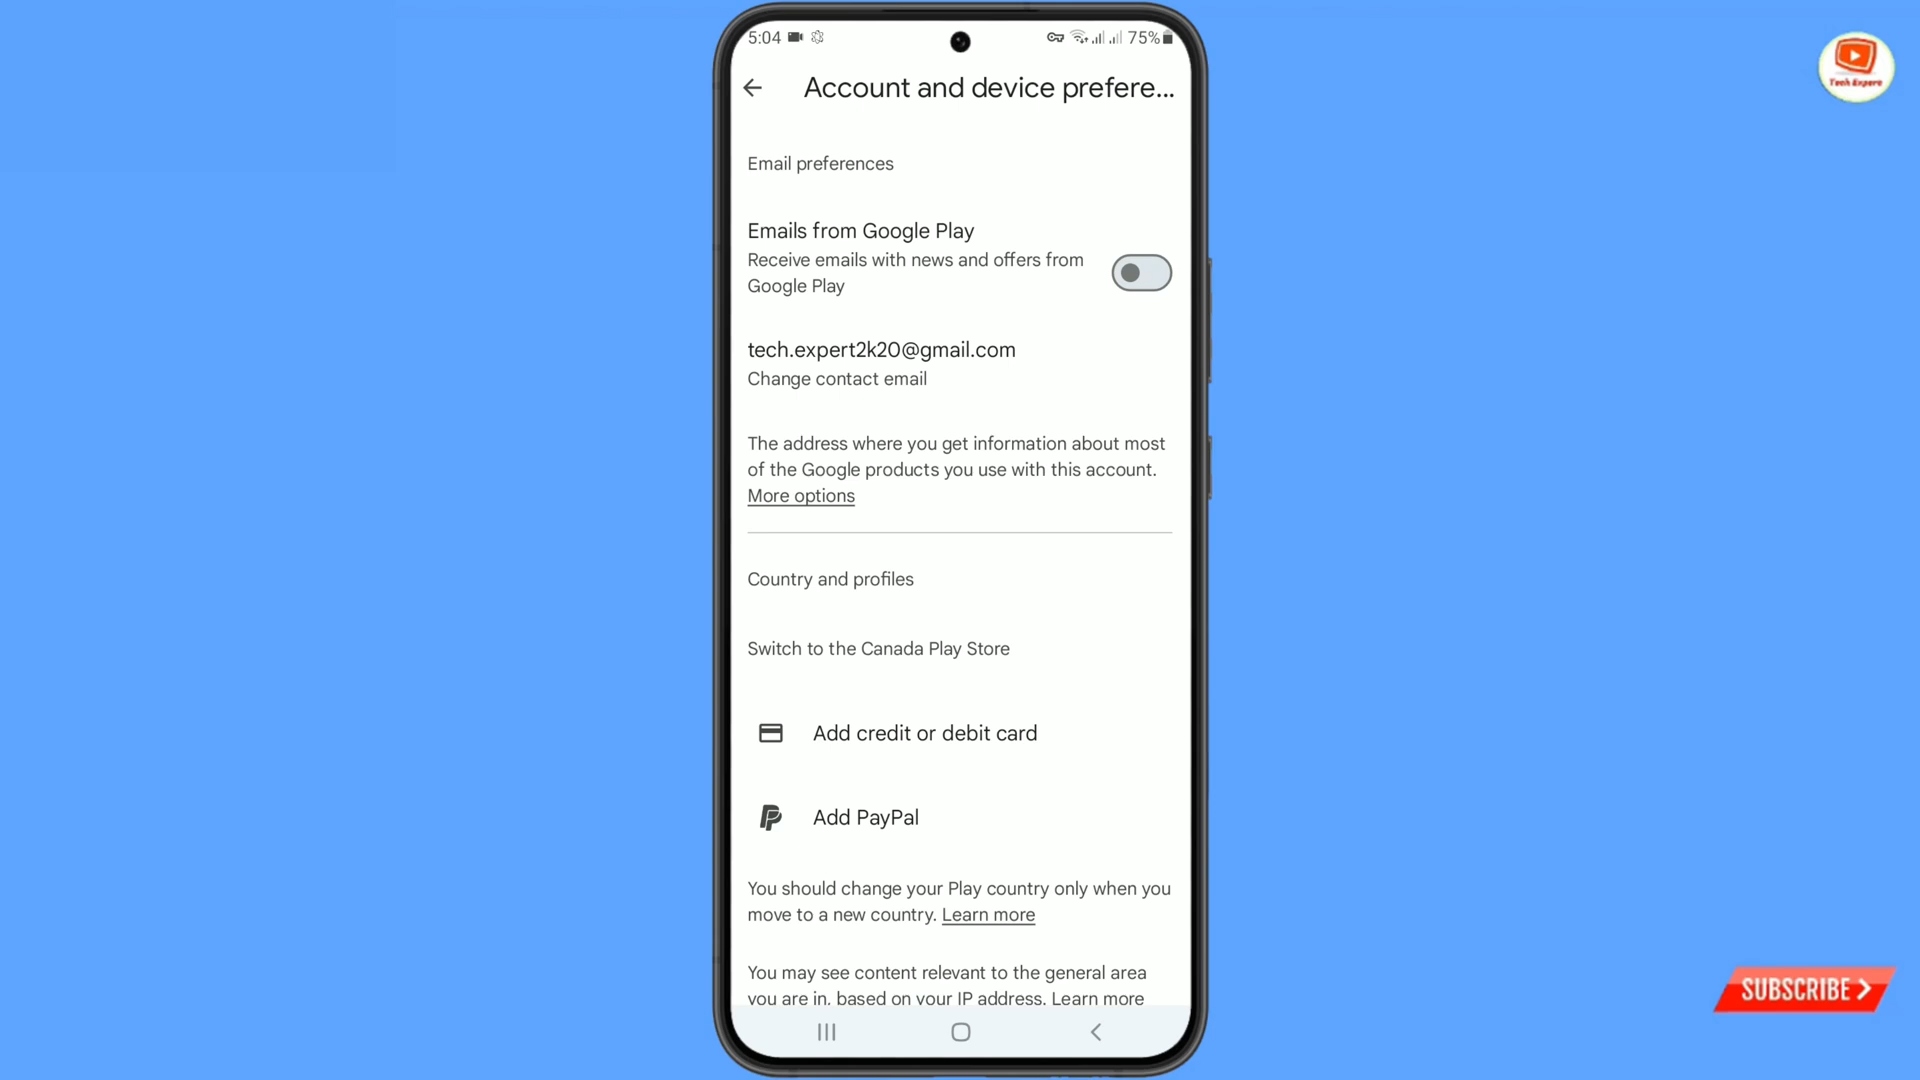 5:04
75%
Account and device prefere...
Email preferences
Emails from Google Play
Receive emails with news and offers from
Google Play
tech.expert2k20@gmail.com
Change contact email
The address where you get information about most
of the Google products you use with this account.
More options
Country and profiles
Switch to the Canada Play Store
Add credit or debit card
Add PayPal
You should change your Play country only when you
move to a new country. Learn more
You may see content relevant to the general area
you are in, based on your IP address. Learn more
Tech Expero
SUBSCRIBE